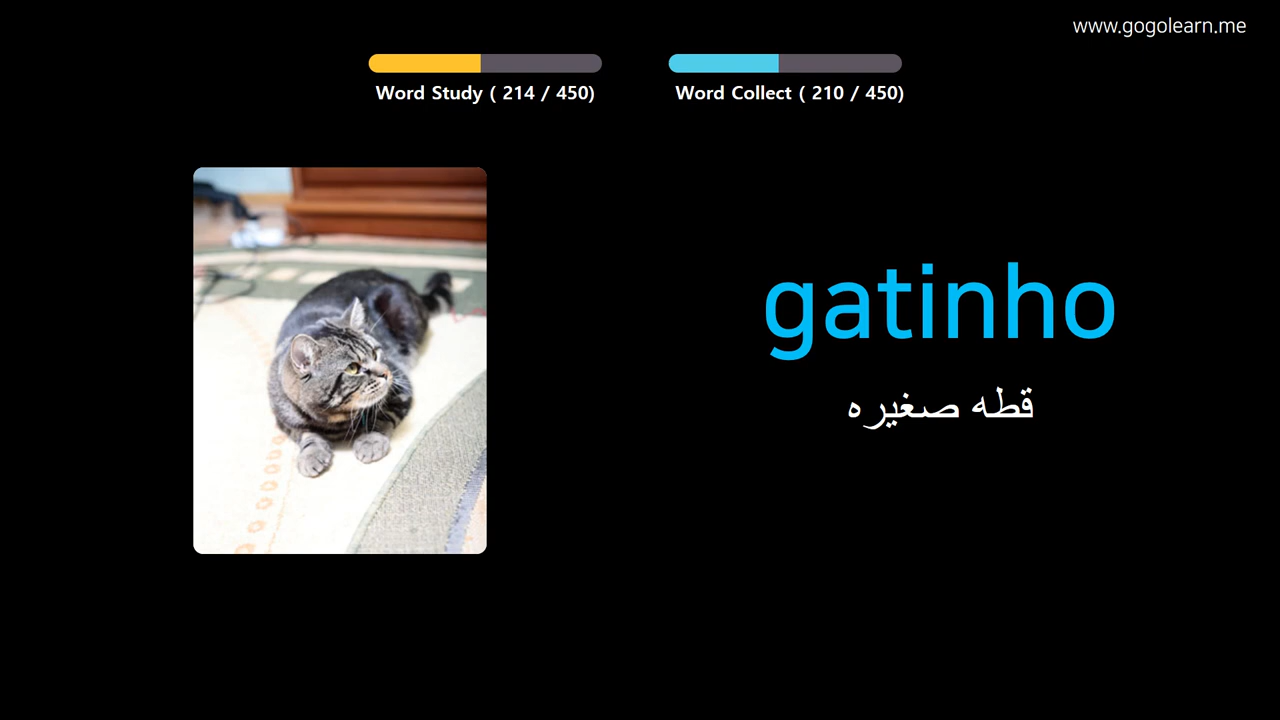 www.gogolearn.me
Word Study ( 214 / 450)
Word Collect ( 210 / 450)
gatinho
قطه صغيره